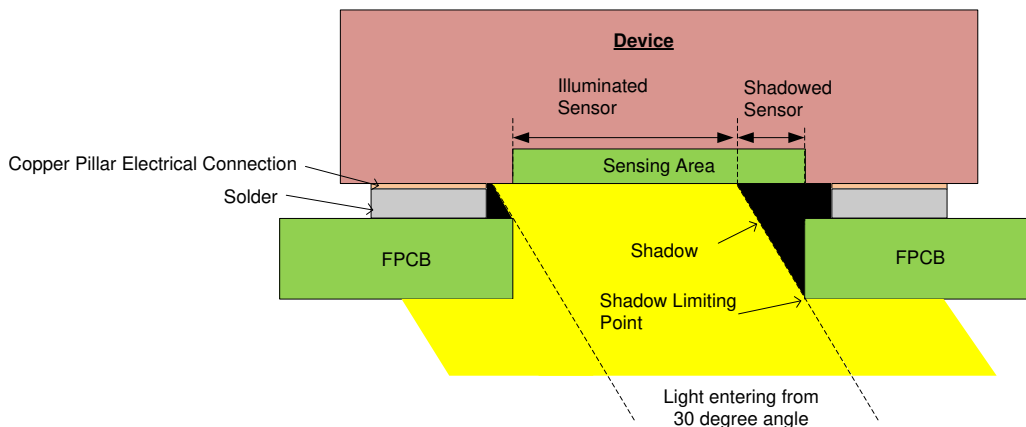 Device
Illuminated
Sensor
Shadowed
Sensor
Copper Pillar Electrical Connection
Sensing Area
Solder
FPCB
Shadow
FPCB
Shadow Limiting
Point
Light entering from
30 degree angle